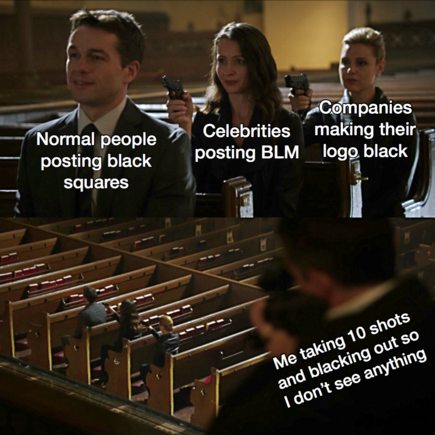 Normal people
posting black
squares
Celebrities
posting BLM
Companies
making their
logo black
Me taking 10 shots
and blacking out so
I don't see anything